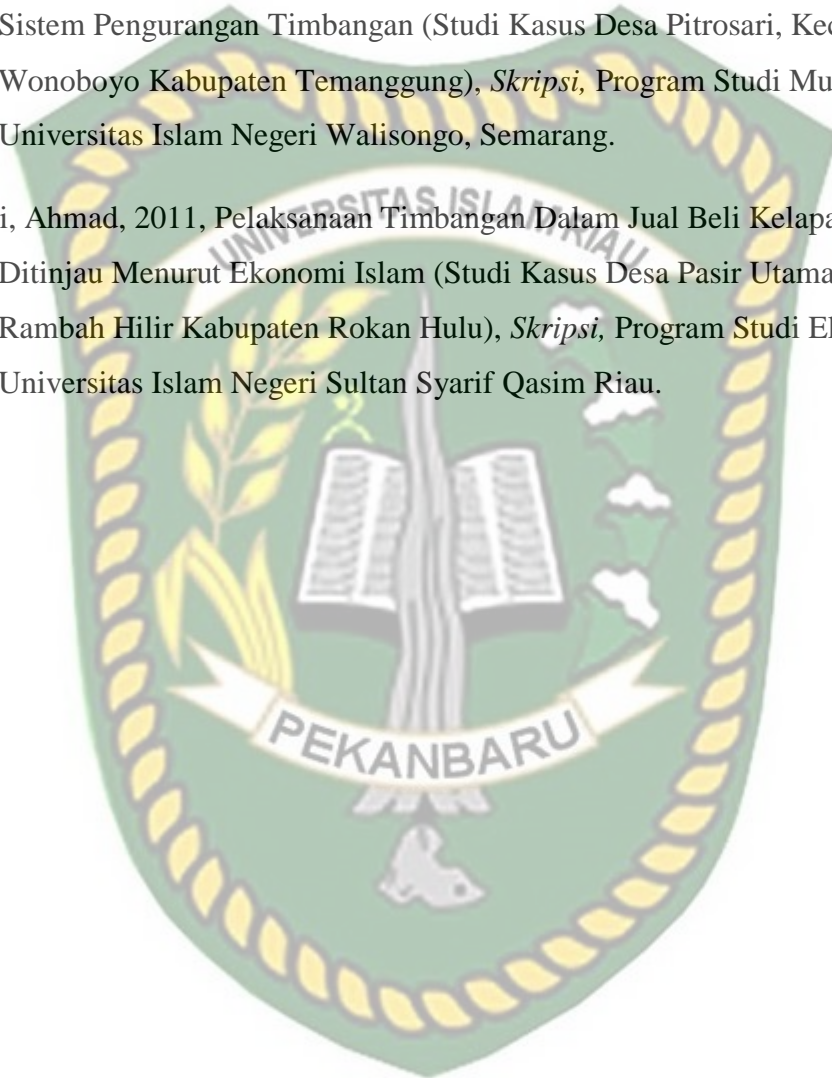 Sistem Pengurangan Timbangan (Studi Kasus Desa Pitrosari, Kec
Wonoboyo Kabupaten Temanggung), Skripsi, Program Studi Mu
Universitas Islam Negeri Walisongo, Semarang.
i, Ahmad, 2011, Pelaksanaan Timbangan Dalam Jual Beli Kelapa
Ditinjau Menurut Ekonomi Islam (Studi Kasus Desa Pasir Utama
Rambah Hilir Kabupaten Rokan Hulu), Skripsi, Program Studi El
Universitas Islam Negeri Sultan Syarif Qasim Riau.
UNIVERSITAS ISLAM RIAU
PEKANBARU